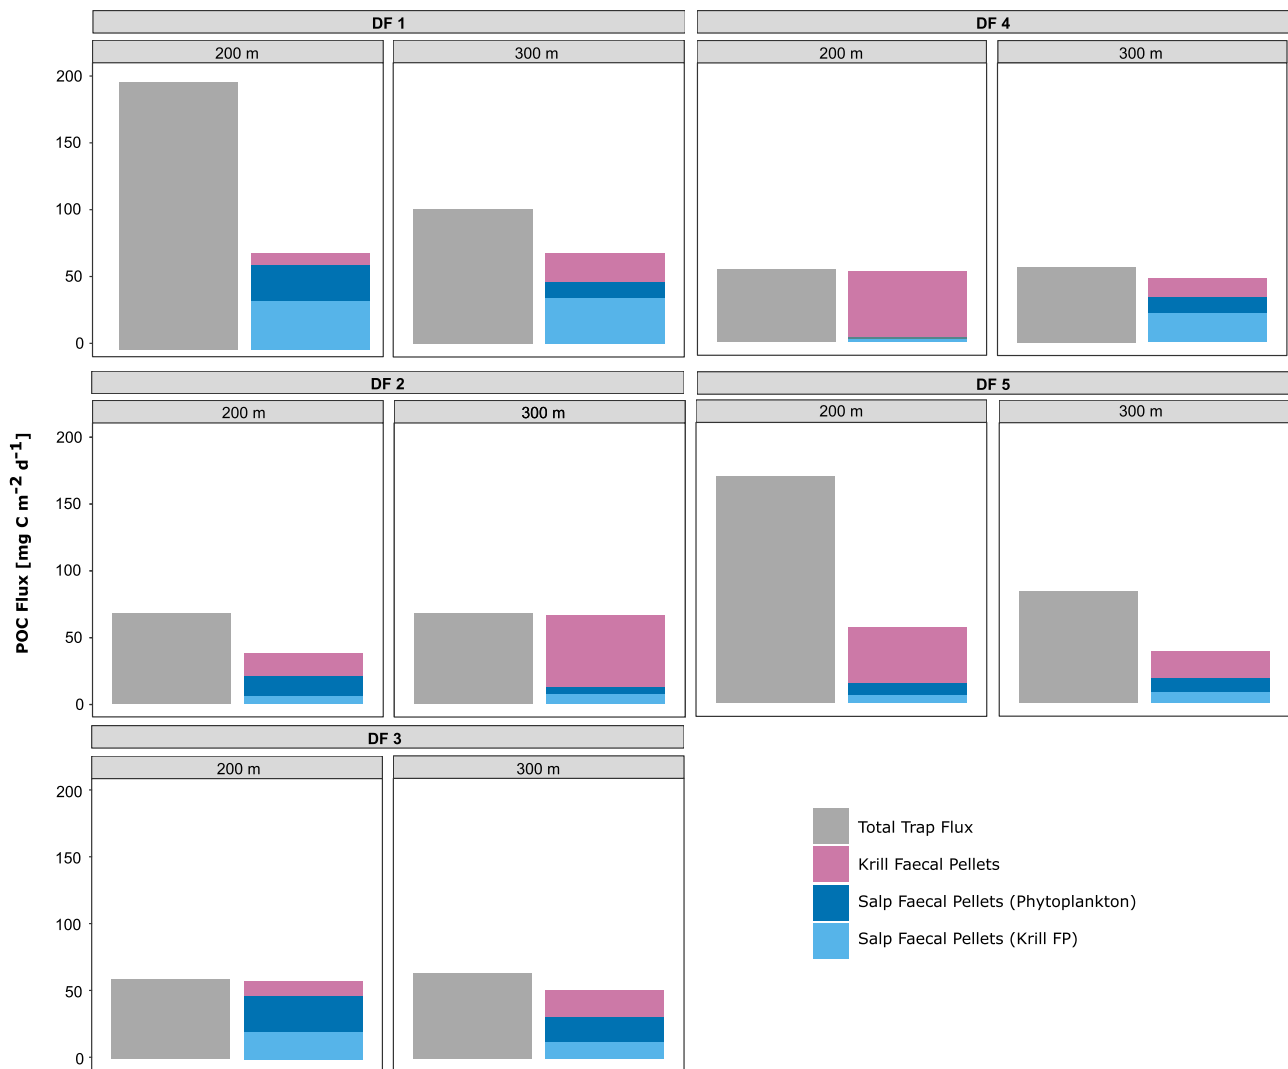 DF 1
DF 4
200 m
300 m
200 m
300 m
200
150
100
50
0
DF 2
DF 5
200 m
300 m
200 m
300 m
200
150
100
50
0
POC Flux [mg C m⁻² d⁻¹]
DF 3
200 m
300 m
200
150
100
50
0
Total Trap Flux
Krill Faecal Pellets
Salp Faecal Pellets (Phytoplankton)
Salp Faecal Pellets (Krill FP)